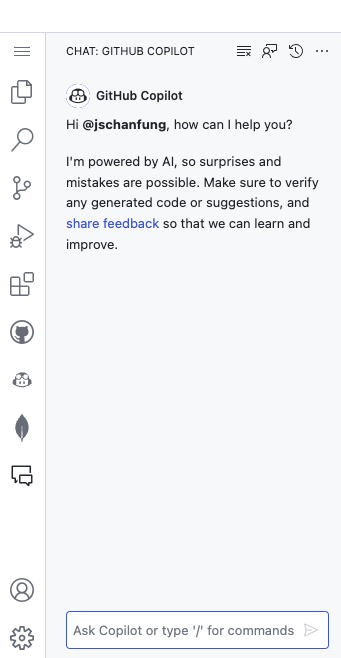 CHAT: GITHUB COPILOT
GitHub Copilot
Hi @jschanfung, how can I help you?
I'm powered by AI, so surprises and
mistakes are possible. Make sure to verify
any generated code or suggestions, and
share feedback so that we can learn and
improve.
Ask Copilot or type '/' for commands